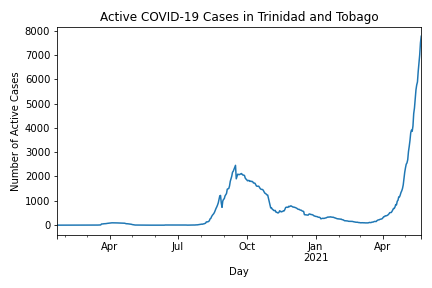 Active COVID-19 Cases in Trinidad and Tobago
Number of Active Cases
8000
7000
6000
5000
4000
3000
2000
1000
0
Apr Jul Oct Jan Apr
2021
Day